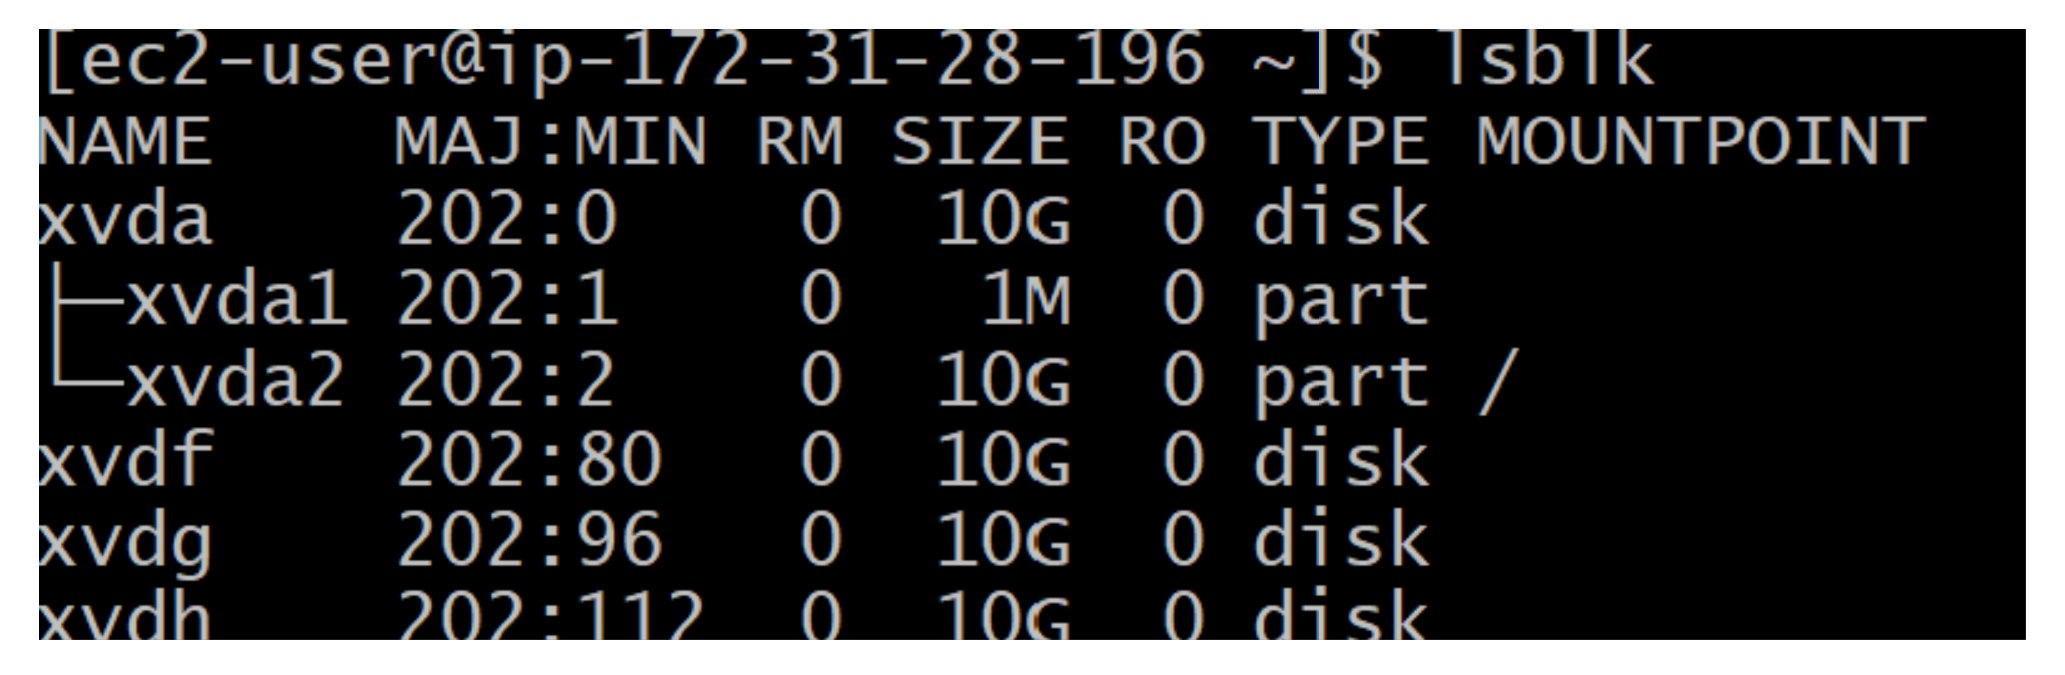 [ec2-user@ip-172-31-28-196 ~]$ lsblk
NAME    MAJ:MIN RM SIZE RO TYPE MOUNTPOINT
xvda    202:0    0  10G  0 disk
├─xvda1 202:1    0   1M  0 part
└─xvda2 202:2    0  10G  0 part /
xvdf    202:80   0  10G  0 disk
xvdg    202:96   0  10G  0 disk
xvdh    202:112  0  10G  0 disk